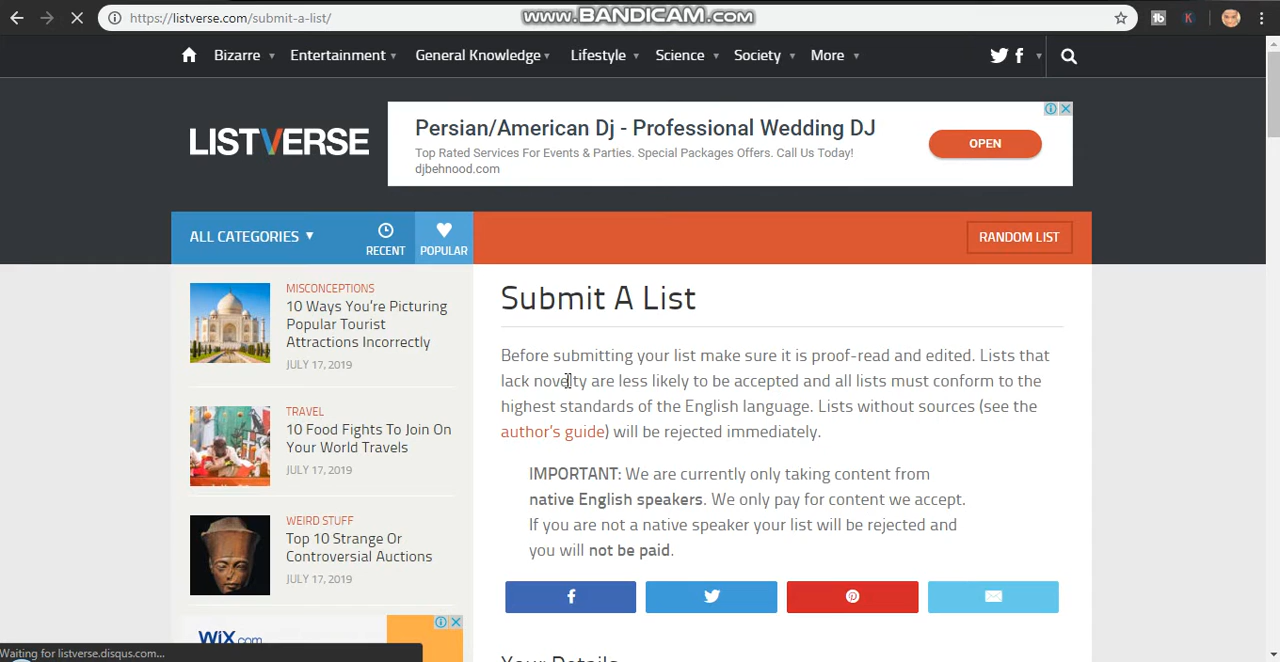 https://listverse.com/submit-a-list/
www.BANDICAM.com
Bizarre
Entertainment
General Knowledge
Lifestyle
Science
Society
More
LISTVERSE
Persian/American Dj - Professional Wedding DJ
Top Rated Services For Events & Parties. Special Packages Offers. Call Us Today!
djbehnood.com
OPEN
ALL CATEGORIES
RECENT
POPULAR
RANDOM LIST
MISCONCEPTIONS
10 Ways You're Picturing
Popular Tourist
Attractions Incorrectly
JULY 17, 2019
TRAVEL
10 Food Fights To Join On
Your World Travels
JULY 17, 2019
WEIRD STUFF
Top 10 Strange Or
Controversial Auctions
JULY 17, 2019
WIX.com
Submit A List
Before submitting your list make sure it is proof-read and edited. Lists that
lack novelty are less likely to be accepted and all lists must conform to the
highest standards of the English language. Lists without sources (see the
author's guide) will be rejected immediately.
IMPORTANT: We are currently only taking content from
native English speakers. We only pay for content we accept.
If you are not a native speaker your list will be rejected and
you will not be paid.
Your Details
Waiting for listverse.disqus.com...